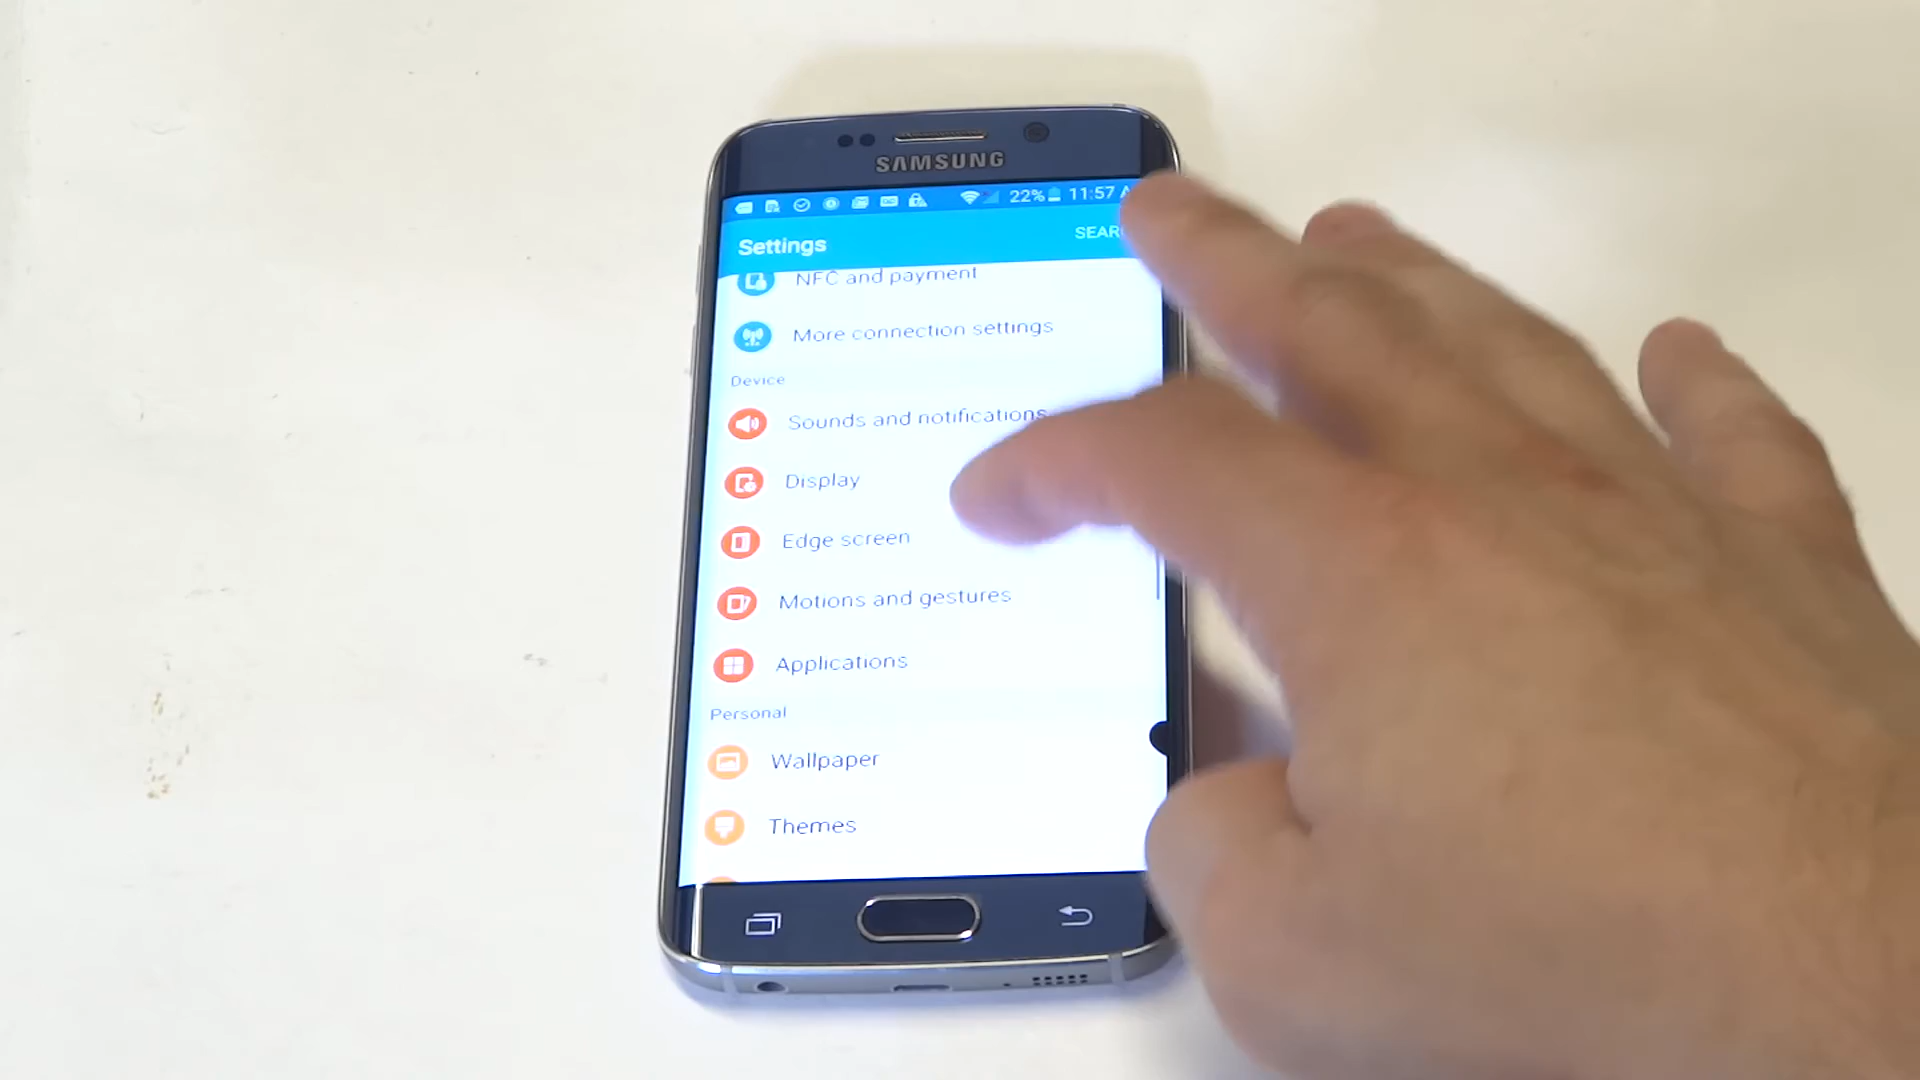 SAMSUNG
22% 11:57
Settings
NFC and payment
More connection settings
Device
Sounds and notifications
Display
Edge screen
Motions and gestures
Applications
Personal
Wallpaper
Themes